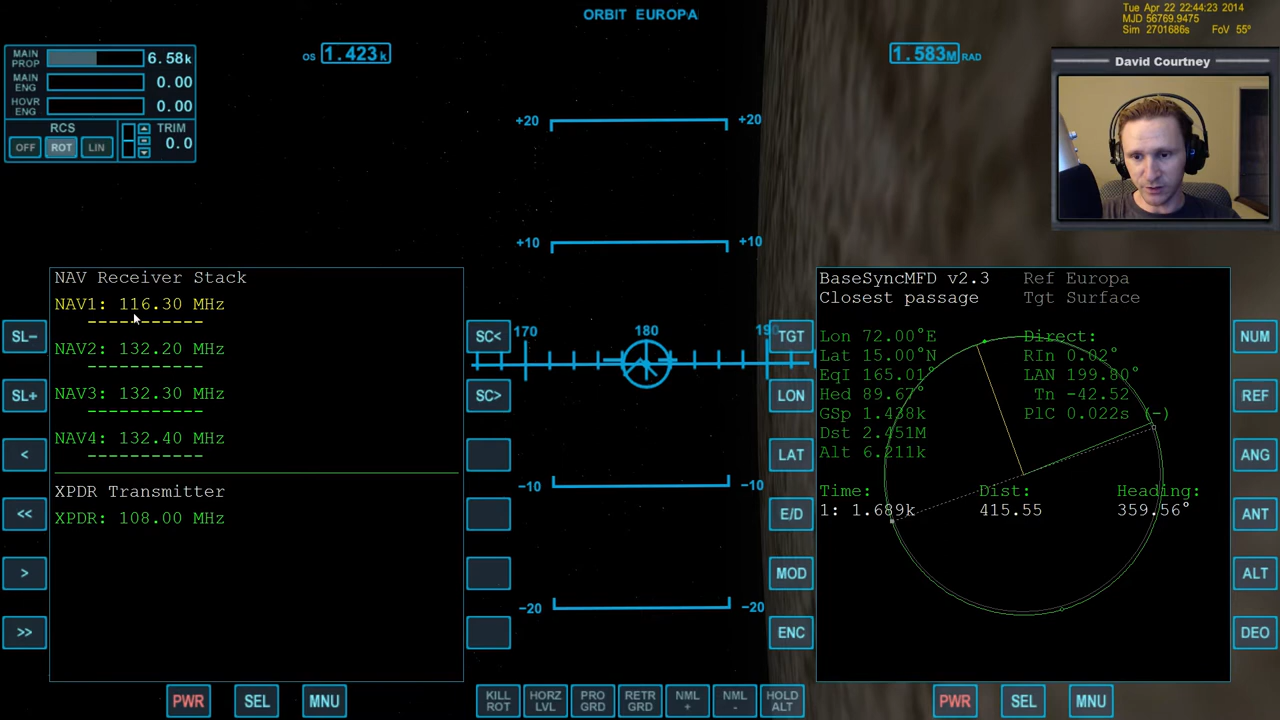 ORBIT EUROPA
Tue Apr 22 22:44:23 2014
MJD 56769.9475
Sim 2701686s FoV 55°
MAIN PROP 6.58k
MAIN ENG 0.00
HOVR ENG 0.00
RCS TRIM
OFF ROT LIN 0.0
OS 1.423k
1.583M RAD
David Courtney
+20 +20
+10 +10
170 180 190
-10 -10
-20 -20
NAV Receiver Stack
NAV1: 116.30 MHz
-----------
NAV2: 132.20 MHz
-----------
NAV3: 132.30 MHz
-----------
NAV4: 132.40 MHz
-----------
XPDR Transmitter
XPDR: 108.00 MHz
SL-
SL+
<
<<
>
>>
SC<
SC>
PWR SEL MNU
KILL ROT
HORZ LVL
PRO GRD
RETR GRD
NML +
NML -
HOLD ALT
TGT
LON
LAT
E/D
MOD
ENC
BaseSyncMFD v2.3 Ref Europa
Closest passage Tgt Surface
Lon 72.00°E Direct:
Lat 15.00°N RIn 0.02°
EqI 165.01° LAN 199.80°
Hed 89.67° Tn -42.52
GSp 1.438k PlC 0.022s (-)
Dst 2.451M
Alt 6.211k
Time: Dist: Heading:
1: 1.689k 415.55 359.56°
NUM
REF
ANG
ANT
ALT
DEO
PWR SEL MNU